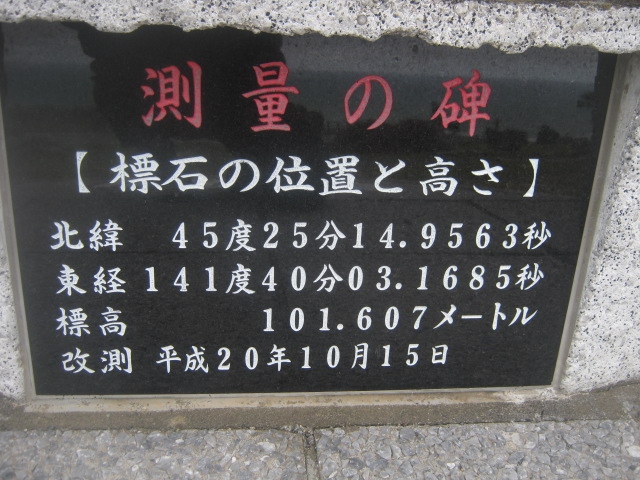 測量の碑
【標石の位置と高さ】
北緯 45度25分14.9563秒
東経 141度40分03.1685秒
標高 101.607メートル
改測 平成20年10月15日